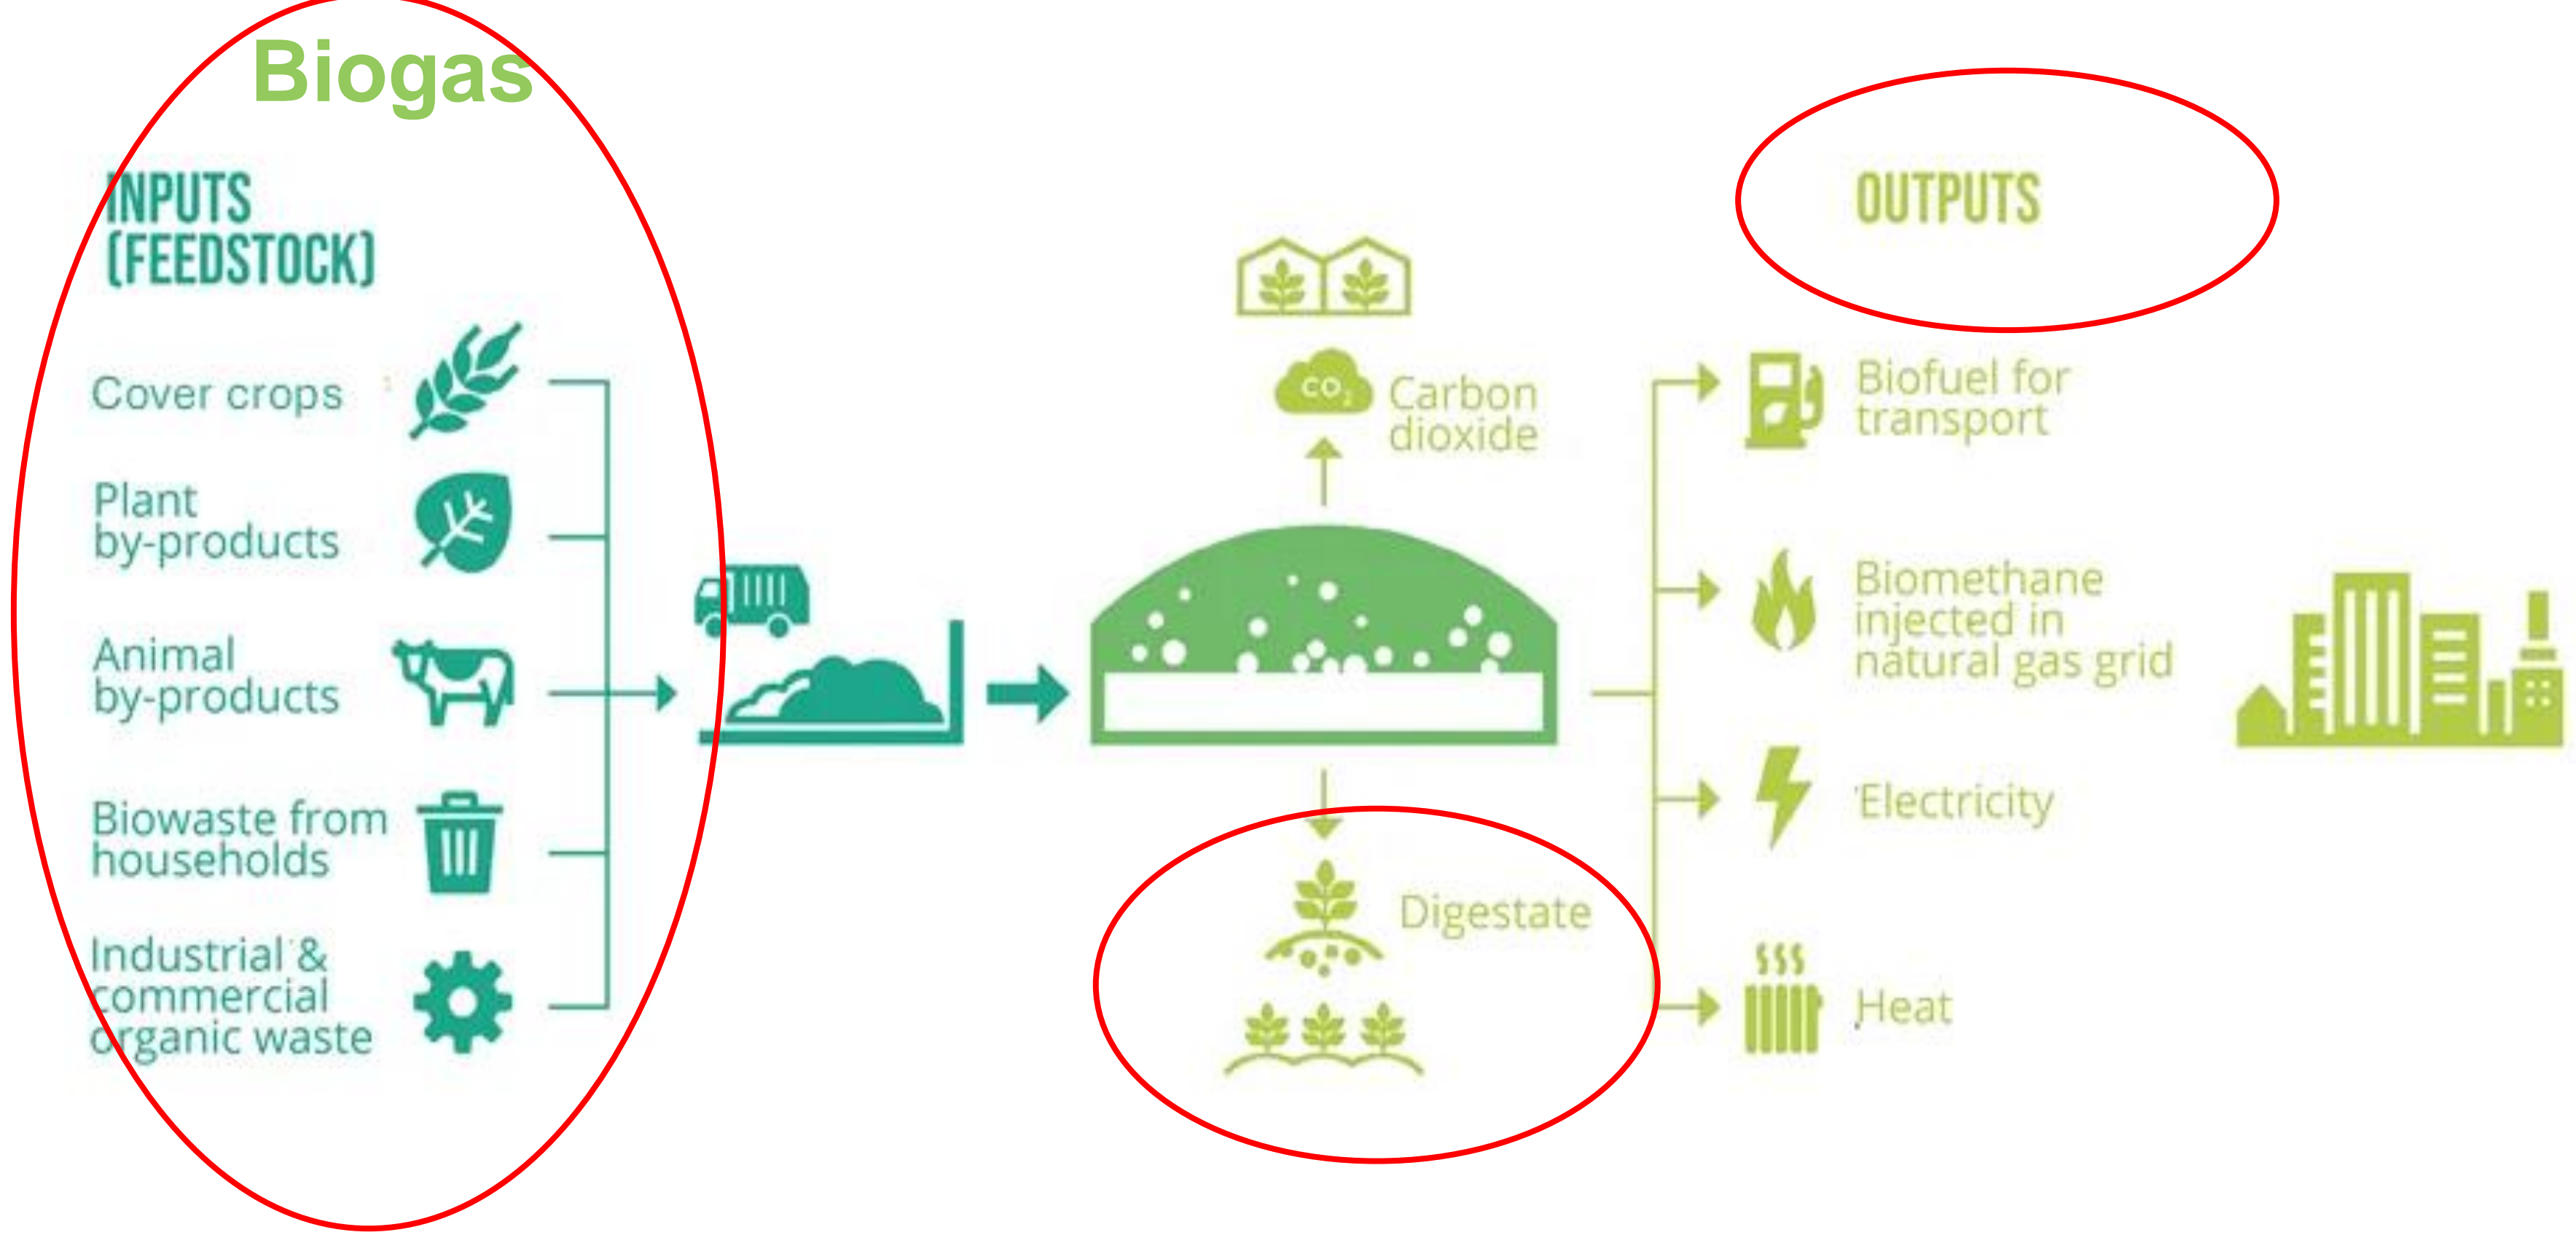 Biogas
INPUTS
(FEEDSTOCK)
Cover crops
Plant
by-products
Animal
by-products
Biowaste from
households
Industrial &
commercial
organic waste
CO2
Carbon
dioxide
Digestate
OUTPUTS
Biofuel for
transport
Biomethane
injected in
natural gas grid
Electricity
Heat